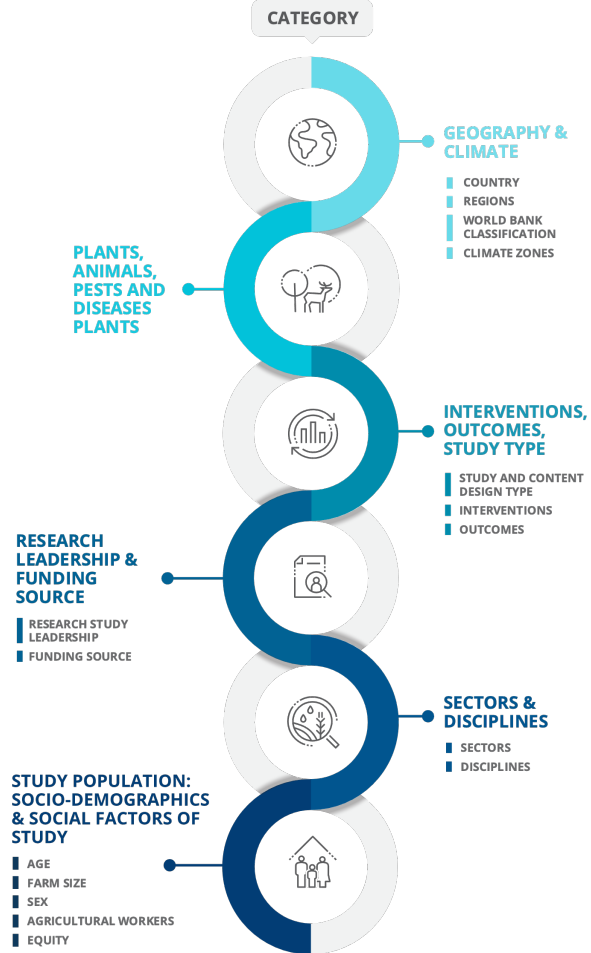 CATEGORY
GEOGRAPHY &
CLIMATE
COUNTRY
REGIONS
WORLD BANK
CLASSIFICATION
CLIMATE ZONES
PLANTS,
ANIMALS,
PESTS AND
DISEASES
PLANTS
INTERVENTIONS,
OUTCOMES,
STUDY TYPE
STUDY AND CONTENT
DESIGN TYPE
INTERVENTIONS
OUTCOMES
RESEARCH
LEADERSHIP &
FUNDING
SOURCE
RESEARCH STUDY
LEADERSHIP
FUNDING SOURCE
SECTORS &
DISCIPLINES
SECTORS
DISCIPLINES
STUDY POPULATION:
SOCIO-DEMOGRAPHICS
& SOCIAL FACTORS OF
STUDY
AGE
FARM SIZE
SEX
AGRICULTURAL WORKERS
EQUITY